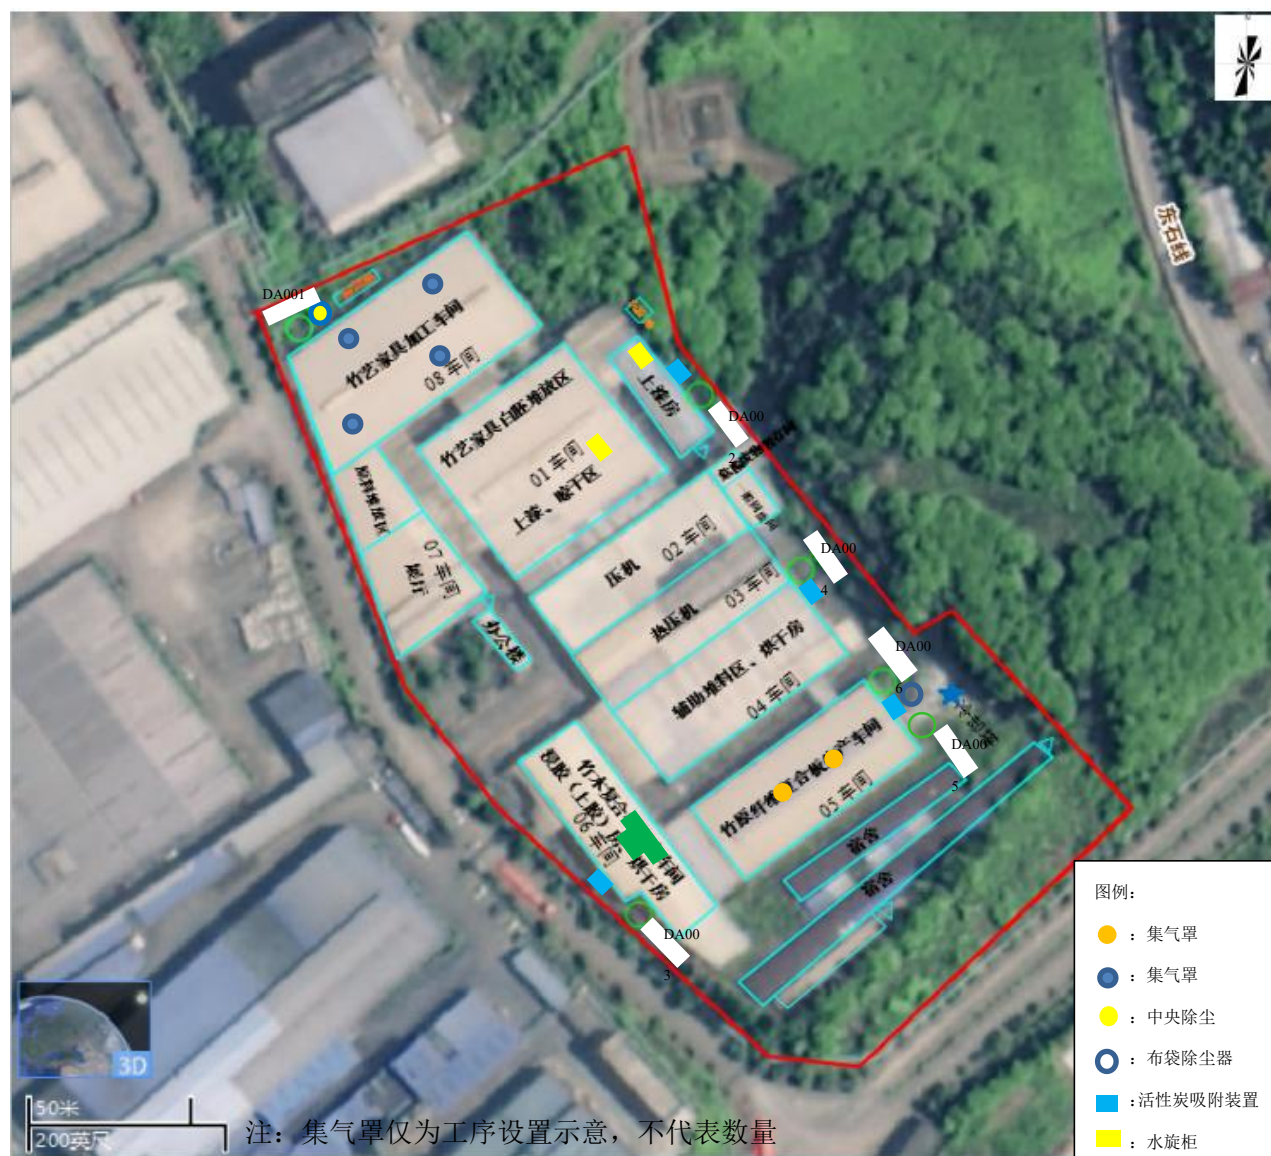 东石线
DA001
竹艺家具加工车间
08车间
上漆房
DA00
2
竹艺家具白胚堆放区
01车间
上漆、晾干区
原料堆放区
07车间
展厅
办公楼
压机
02车间
热压机
03车间
DA00
4
辅助堆料区、烘干房
04车间
DA00
6
DA00
5
竹原纤维复合板生产车间
05车间
宿舍
宿舍
竹木复合
车间
浸胶（上胶）房、烘干房
06车间
DA00
3
3D
50米
200英尺
注：集气罩仅为工序设置示意，不代表数量
图例：
：集气罩
：集气罩
：中央除尘
：布袋除尘器
：活性炭吸附装置
：水旋柜